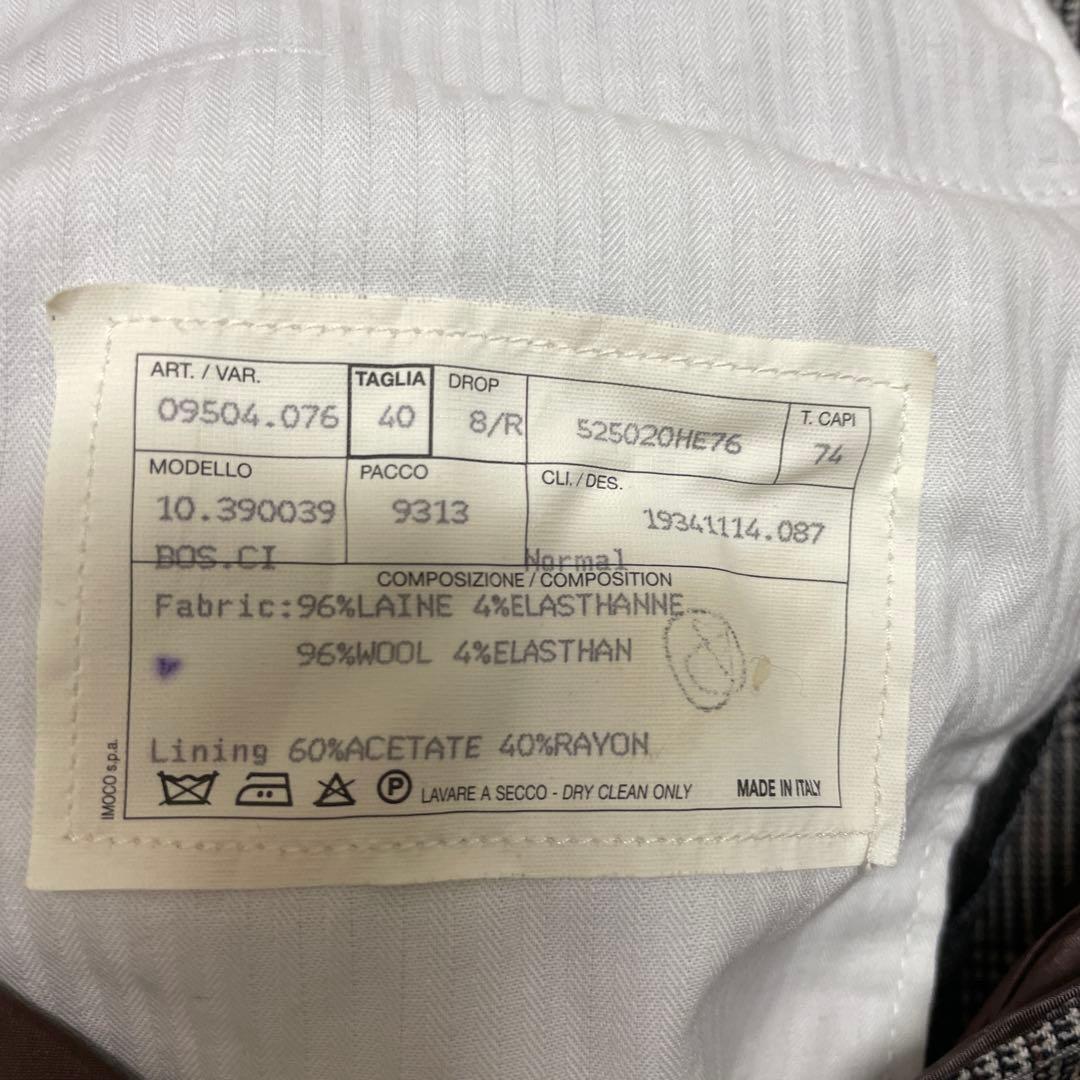 ART. / VAR. TAGLIA DROP T. CAPI
09504.076 40 8/R 525020HE76 74
MODELLO PACCO CLI./DES.
10.390039 9313 19341114.087
BOS.CI Normal
COMPOSIZIONE / COMPOSITION
Fabric:96%LAINE 4%ELASTHANNE
96%WOOL 4%ELASTHAN
Lining 60%ACETATE 40%RAYON
P LAVARE A SECCO - DRY CLEAN ONLY MADE IN ITALY
IMOCO s.p.a.